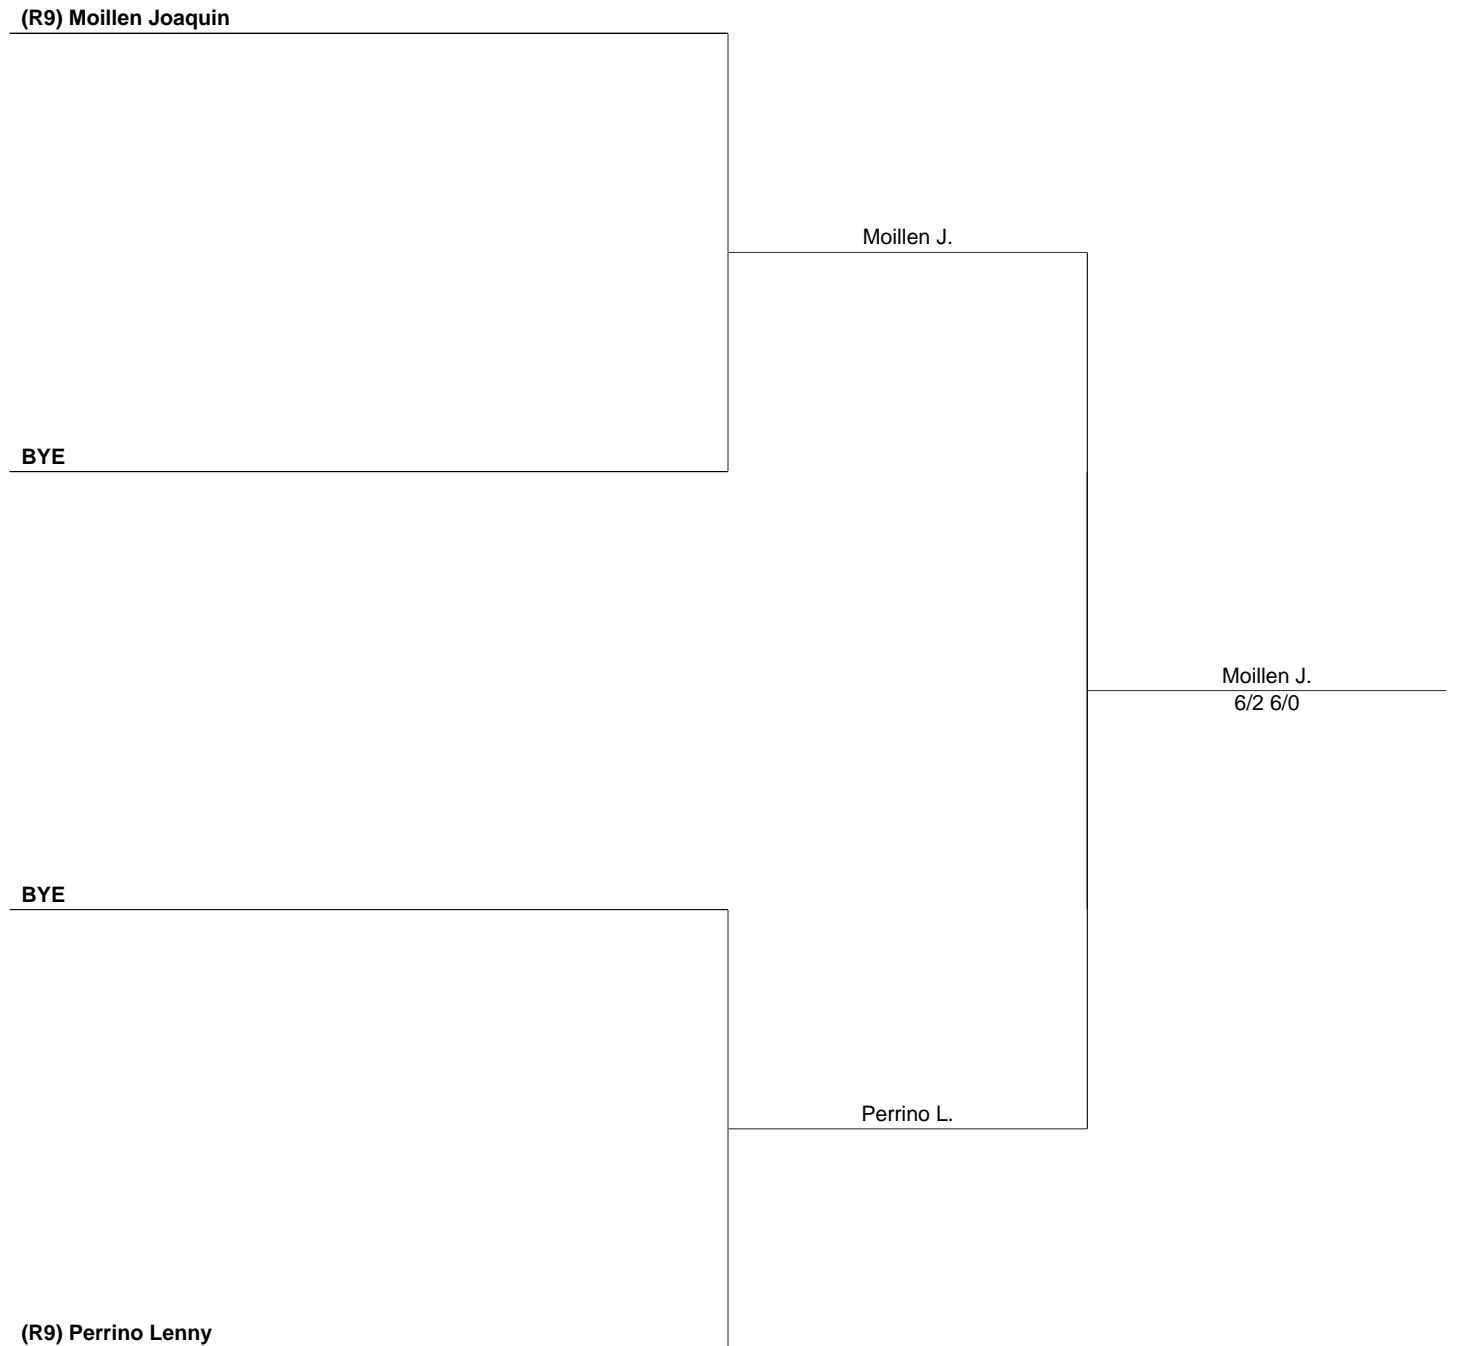 (R9) Moillen Joaquin
Moillen J.
BYE
Moillen J.
6/2 6/0
BYE
Perrino L.
(R9) Perrino Lenny